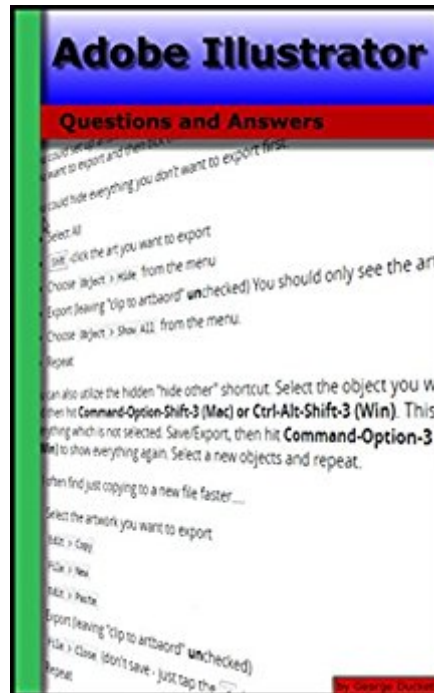 Adobe Illustrator
Questions and Answers
want to export and then
could hide everything you don't want to export first.
Select All
Shift -click the art you want to export
Choose Object > Hide from the menu
Export (leaving "clip to artbaord" unchecked) You should only see the art
Choose Object > Show All from the menu.
Repeat
can also utilize the hidden "hide other" shortcut. Select the object you w
then hit Command-Option-Shift-3 (Mac) or Ctrl-Alt-Shift-3 (Win). This
ything which is not selected. Save/Export, then hit Command-Option-3
Win) to show everything again. Select a new objects and repeat.
often find just copying to a new file faster....
Select the artwork you want to export
Edit > Copy
File > New
Edit > Paste
Export (leaving "clip to artbaord" unchecked)
File > Close (don't save - just tap the
Repeat
by George Duckett